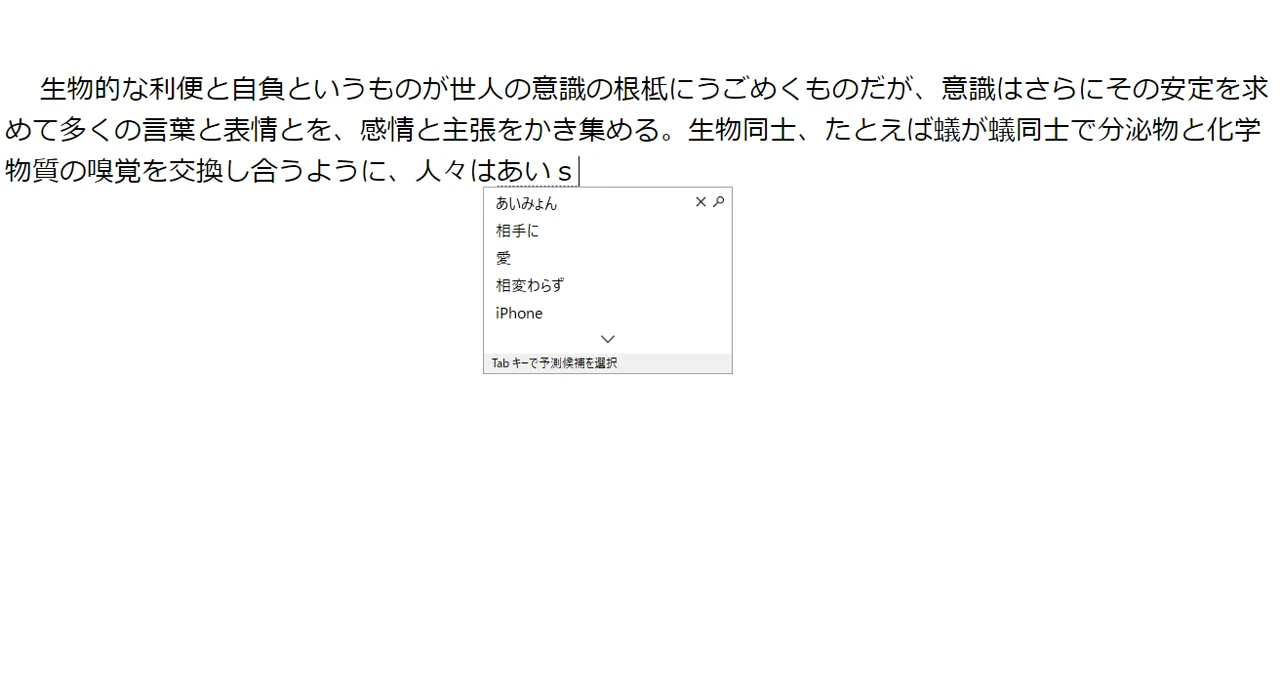 生物的な利便と自負というものが世人の意識の根柢にうごめくものだが、意識はさらにその安定を求
めて多くの言葉と表情とを、感情と主張をかき集める。生物同士、たとえば蟻が蟻同士で分泌物と化学
物質の嗅覚を交換し合うように、人々はあいｓ
あいみょん
相手に
愛
相変わらず
iPhone
Tab キーで予測候補を選択